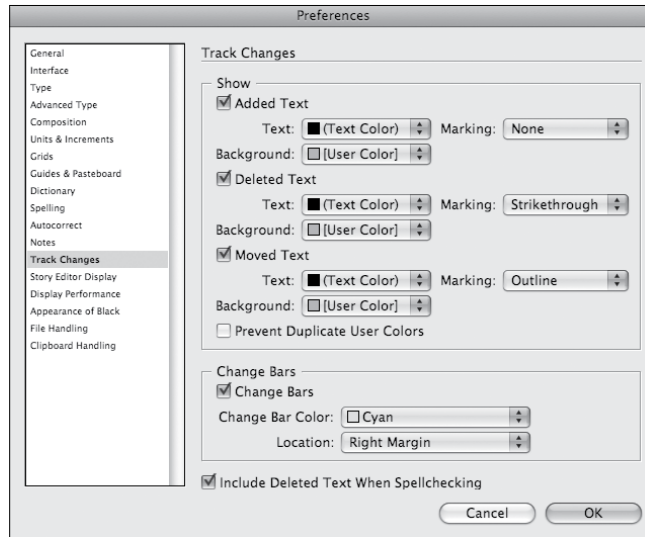 Preferences
General
Interface
Type
Advanced Type
Composition
Units & Increments
Grids
Guides & Pasteboard
Dictionary
Spelling
Autocorrect
Notes
Track Changes
Story Editor Display
Display Performance
Appearance of Black
File Handling
Clipboard Handling
Track Changes
Show
Added Text
Text: (Text Color) Marking: None
Background: [User Color]
Deleted Text
Text: (Text Color) Marking: Strikethrough
Background: [User Color]
Moved Text
Text: (Text Color) Marking: Outline
Background: [User Color]
Prevent Duplicate User Colors
Change Bars
Change Bars
Change Bar Color: Cyan
Location: Right Margin
Include Deleted Text When Spellchecking
Cancel OK